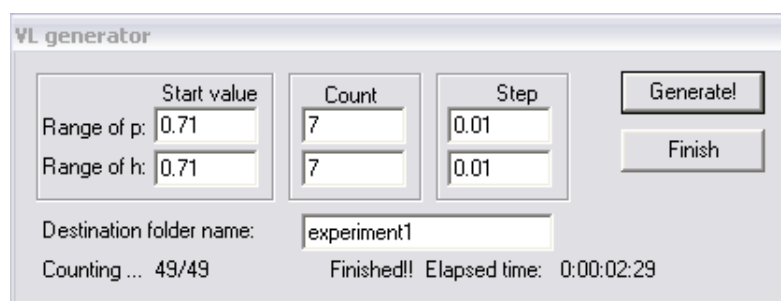 VL generator
Start value Count Step Generate!
Range of p: 0.71 7 0.01
Finish
Range of h: 0.71 7 0.01
Destination folder name: experiment1
Counting ... 49/49 Finished!! Elapsed time: 0:00:02:29